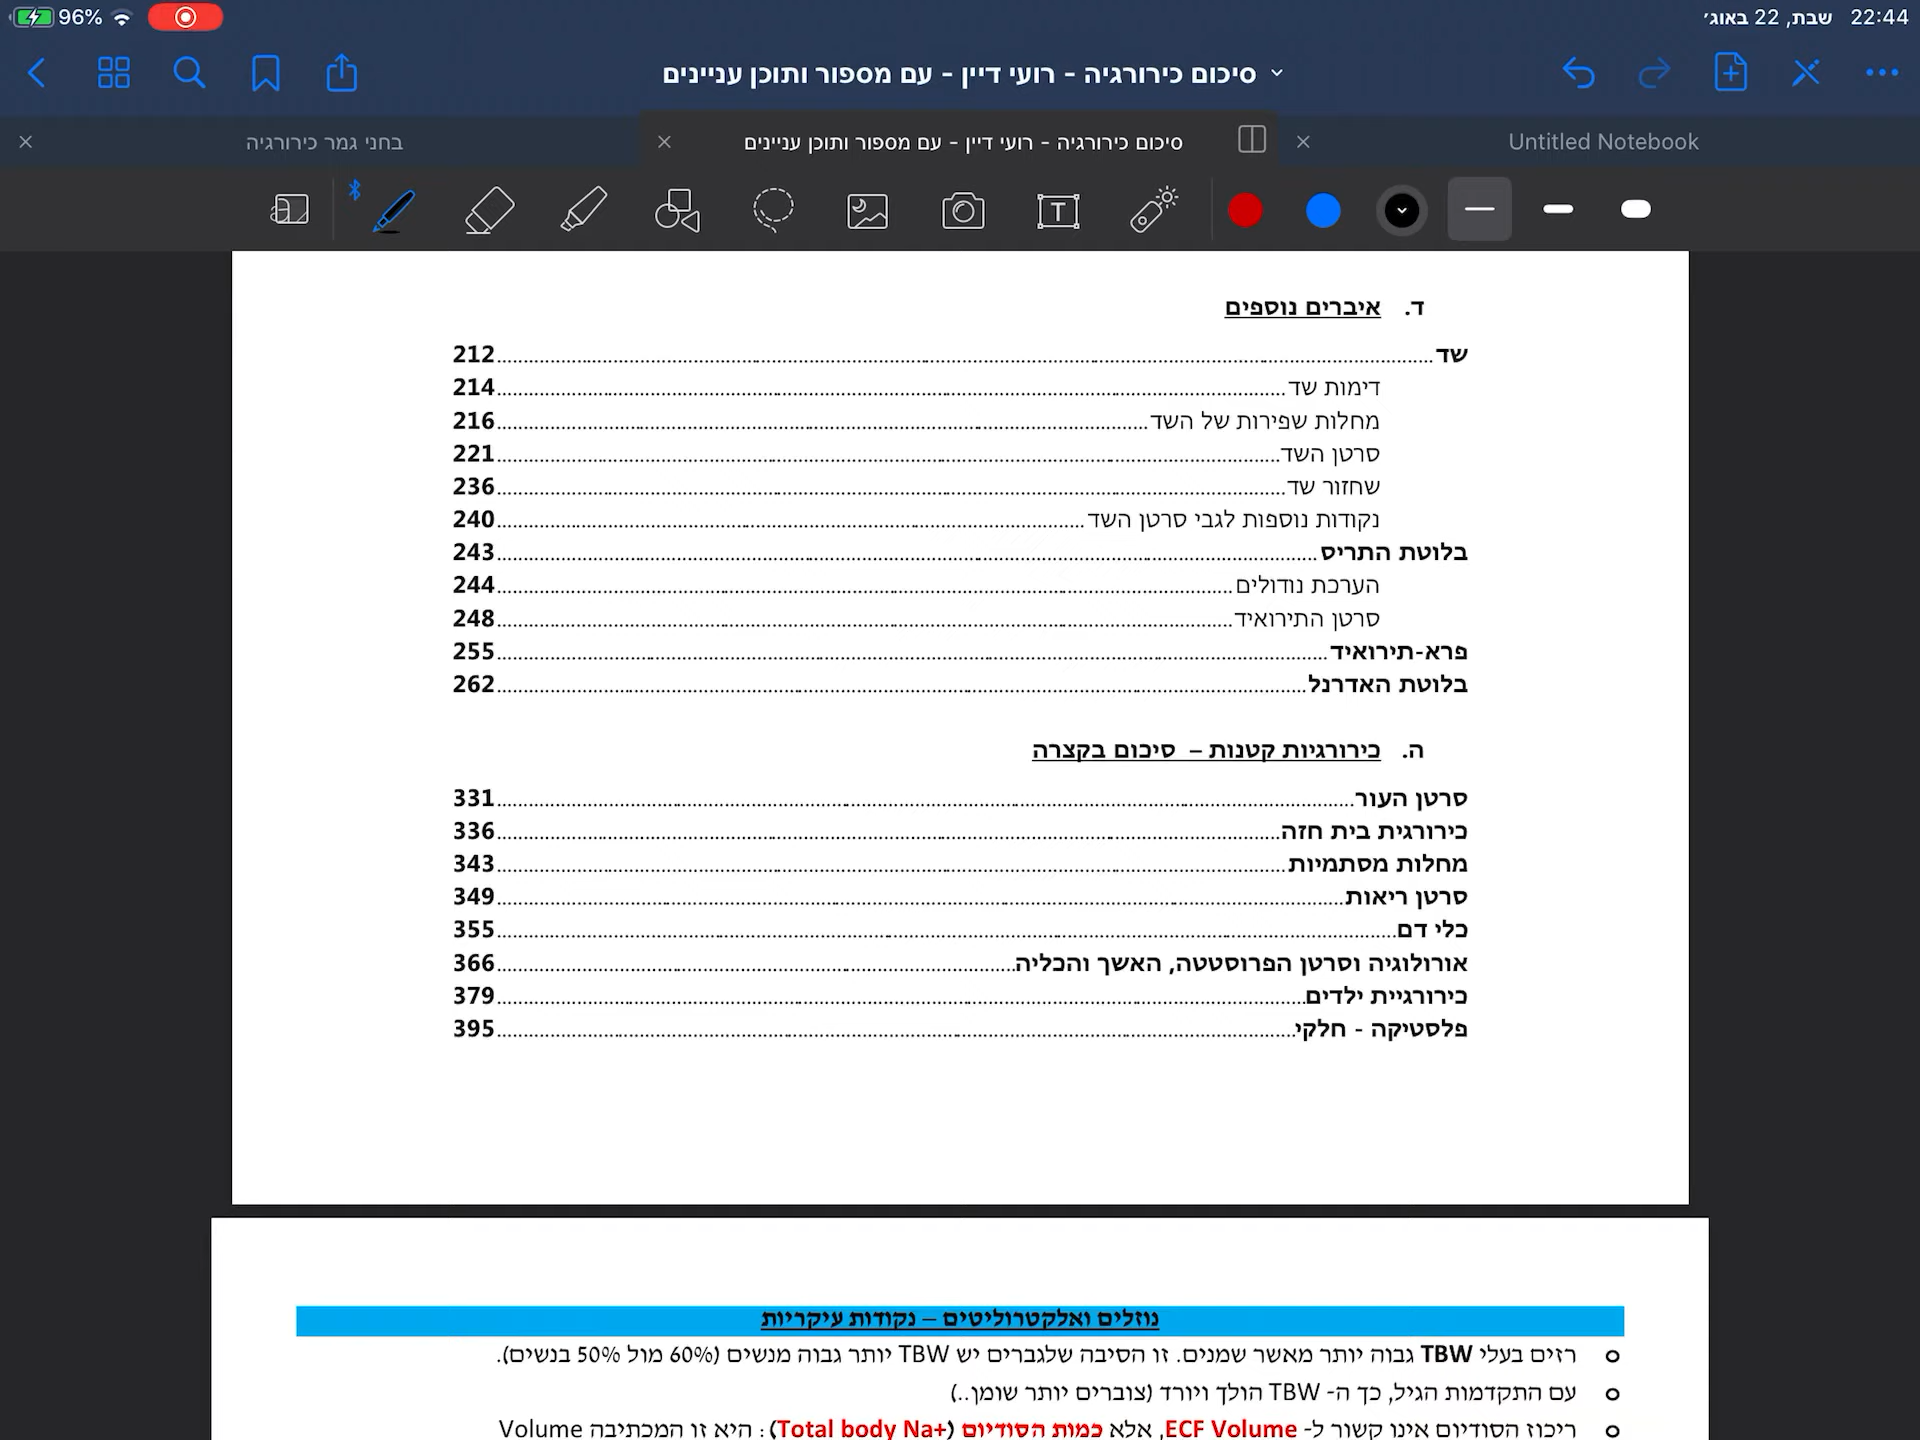 96%
שבת, 22 באוג׳ 22:44
סיכום כירורגיה - רועי דיין - עם מספור ותוכן עניינים
בחני גמר כירורגיה
סיכום כירורגיה - רועי דיין - עם מספור ותוכן עניינים
Untitled Notebook
ד. איברים נוספים
שד 212
דימות שד 214
מחלות שפירות של השד 216
סרטן השד 221
שחזור שד 236
נקודות נוספות לגבי סרטן השד 240
בלוטת התריס 243
הערכת נודולים 244
סרטן התירואיד 248
פרא-תירואיד 255
בלוטת האדרנל 262
ה. כירורגיות קטנות – סיכום בקצרה
סרטן העור 331
כירורגית בית חזה 336
מחלות מסתמיות 343
סרטן ריאות 349
כלי דם 355
אורולוגיה וסרטן הפרוסטטה, האשך והכליה 366
כירורגיית ילדים 379
פלסטיקה - חלקי 395
נוזלים ואלקטרוליטים – נקודות עיקריות
o רזים בעלי TBW גבוה יותר מאשר שמנים. זו הסיבה שלגברים יש TBW יותר גבוה מנשים (60% מול 50% בנשים).
o עם התקדמות הגיל, כך ה- TBW הולך ויורד (צוברים יותר שומן..)
o ריכוז הסודיום אינו קשור ל- ECF Volume, אלא כמות הסודיום (Total body Na+): היא זו המכתיבה Volume